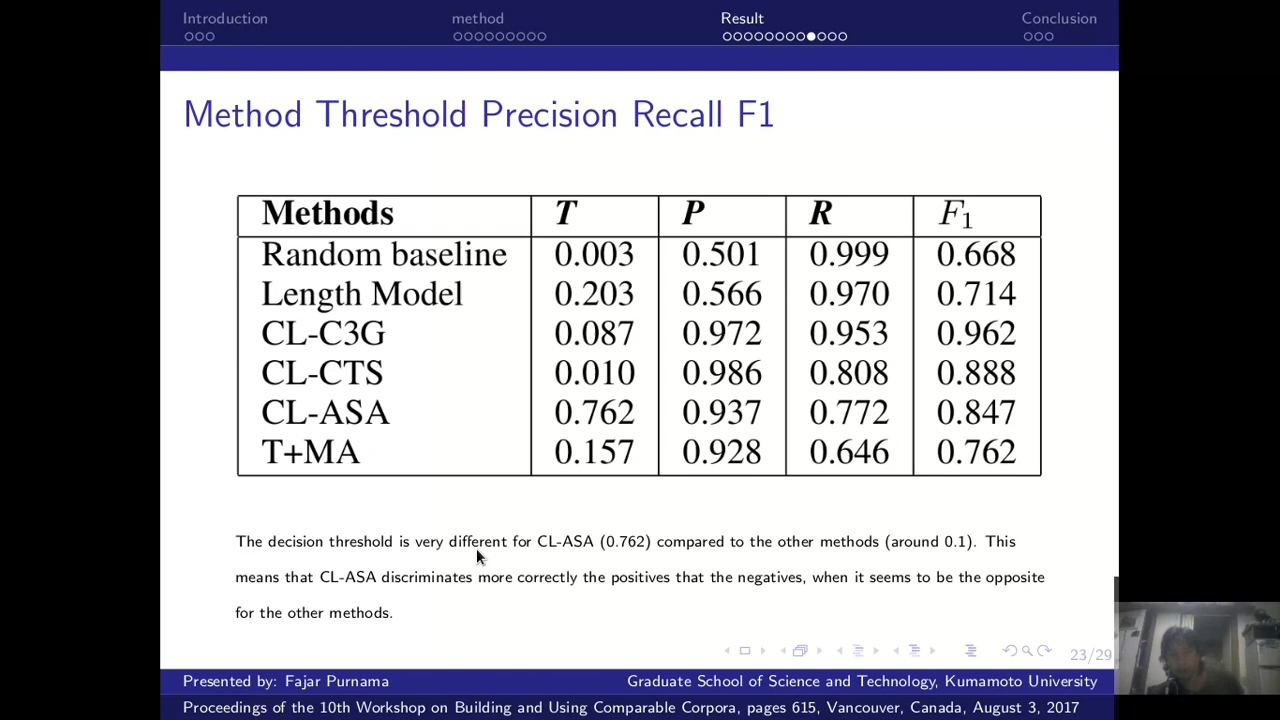 Introduction method Result Conclusion
Method Threshold Precision Recall F1
Methods T P R F1
Random baseline 0.003 0.501 0.999 0.668
Length Model 0.203 0.566 0.970 0.714
CL-C3G 0.087 0.972 0.953 0.962
CL-CTS 0.010 0.986 0.808 0.888
CL-ASA 0.762 0.937 0.772 0.847
T+MA 0.157 0.928 0.646 0.762
The decision threshold is very different for CL-ASA (0.762) compared to the other methods (around 0.1). This
means that CL-ASA discriminates more correctly the positives that the negatives, when it seems to be the opposite
for the other methods.
23/29
Presented by: Fajar Purnama Graduate School of Science and Technology, Kumamoto University
Proceedings of the 10th Workshop on Building and Using Comparable Corpora, pages 615, Vancouver, Canada, August 3, 2017